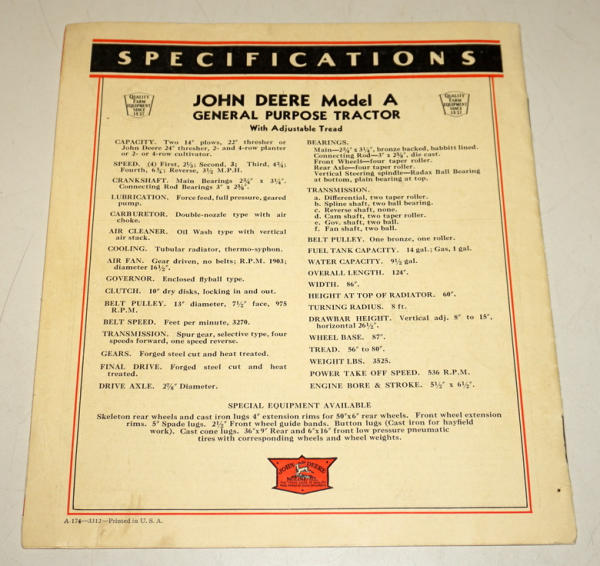 SPECIFICATIONS
QUALITY
FARM
EQUIPMENT
SINCE
1837
JOHN DEERE Model A
GENERAL PURPOSE TRACTOR
With Adjustable Tread
QUALITY
FARM
EQUIPMENT
SINCE
1837
CAPACITY. Two 14" plows, 22" thresher or
John Deere 24" thresher, 2- and 4-row planter
or 2- or 4-row cultivator.
SPEED. (4) First, 2⅓; Second, 3; Third, 4¾;
Fourth, 6¼; Reverse, 3½ M.P.H.
CRANKSHAFT. Main Bearings 2¾" x 3¼".
Connecting Rod Bearings 3" x 2⅜".
LUBRICATION. Force feed, full pressure, geared
pump.
CARBURETOR. Double-nozzle type with air
choke.
AIR CLEANER. Oil Wash type with vertical
air stack.
COOLING. Tubular radiator, thermo-syphon.
AIR FAN. Gear driven, no belts; R.P.M. 1903;
diameter 16½".
GOVERNOR. Enclosed flyball type.
CLUTCH. 10" dry disks, locking in and out.
BELT PULLEY. 13" diameter, 7½" face, 975
R.P.M.
BELT SPEED. Feet per minute, 3270.
TRANSMISSION. Spur gear, selective type, four
speeds forward, one speed reverse.
GEARS. Forged steel cut and heat treated.
FINAL DRIVE. Forged steel cut and heat
treated.
DRIVE AXLE. 2⅞" Diameter.
BEARINGS.
Main—2¾" x 3¼", bronze backed, babbitt lined.
Connecting Rod—3" x 2⅜", die cast.
Front Wheels—four taper roller.
Rear Axle—four taper roller.
Vertical Steering spindle—Radax Ball Bearing
at bottom, plain bearing at top.
TRANSMISSION.
a. Differential, two taper roller.
b. Spline shaft, two ball bearing.
c. Reverse shaft, none.
d. Cam shaft, two taper roller.
e. Gov. shaft, two ball.
f. Fan shaft, two ball.
BELT PULLEY. One bronze, one roller.
FUEL TANK CAPACITY. 14 gal.; Gas, 1 gal.
WATER CAPACITY. 9½ gal.
OVERALL LENGTH. 124".
WIDTH. 86".
HEIGHT AT TOP OF RADIATOR. 60".
TURNING RADIUS. 8 ft.
DRAWBAR HEIGHT. Vertical adj. 8" to 15",
horizontal 26½".
WHEEL BASE. 87".
TREAD. 56" to 80".
WEIGHT LBS. 3525.
POWER TAKE OFF SPEED. 536 R.P.M.
ENGINE BORE & STROKE. 5½" x 6½".
SPECIAL EQUIPMENT AVAILABLE
Skeleton rear wheels and cast iron lugs 4" extension rims for 50"x6" rear wheels. Front wheel extension
rims. 5" Spade lugs. 2½" Front wheel guide bands. Button lugs (Cast iron for hayfield
work). Cast cone lugs. 36"x9" Rear and 6"x16" front low pressure pneumatic
tires with corresponding wheels and wheel weights.
JOHN DEERE
A-174—3312—Printed in U. S. A.